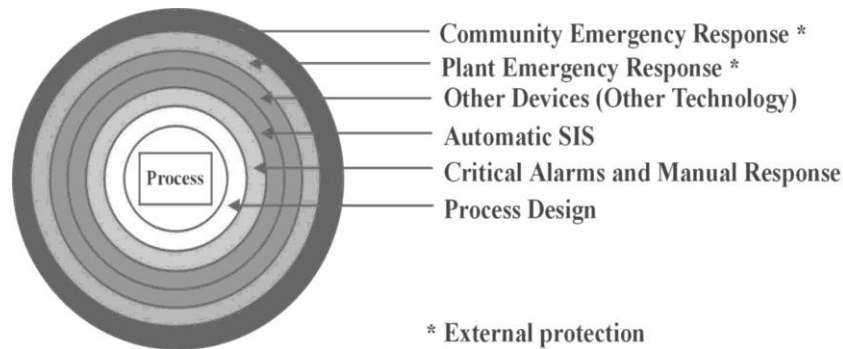 Community Emergency Response *
Plant Emergency Response *
Other Devices (Other Technology)
Automatic SIS
Critical Alarms and Manual Response
Process
Process Design
* External protection